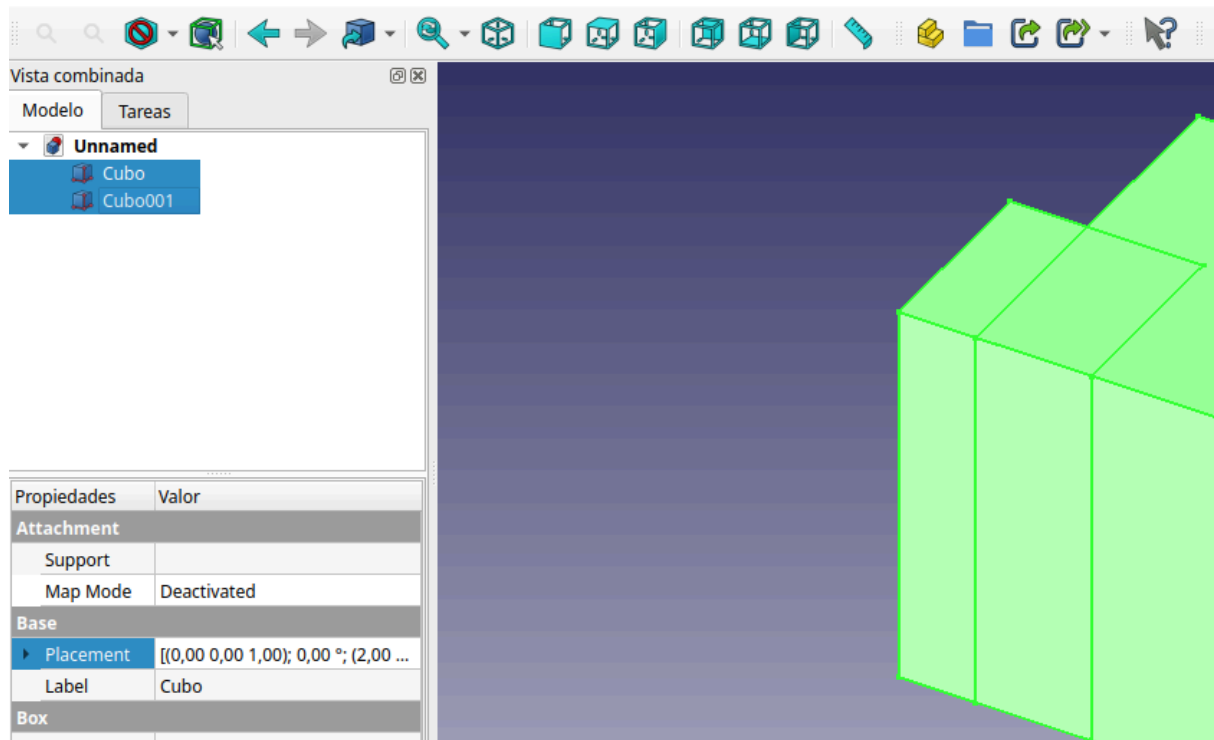 Vista combinada
Modelo Tareas
Unnamed
Cubo
Cubo001
Propiedades Valor
Attachment
Support
Map Mode Deactivated
Base
Placement [(0,00 0,00 1,00); 0,00 °; (2,00 ...
Label Cubo
Box